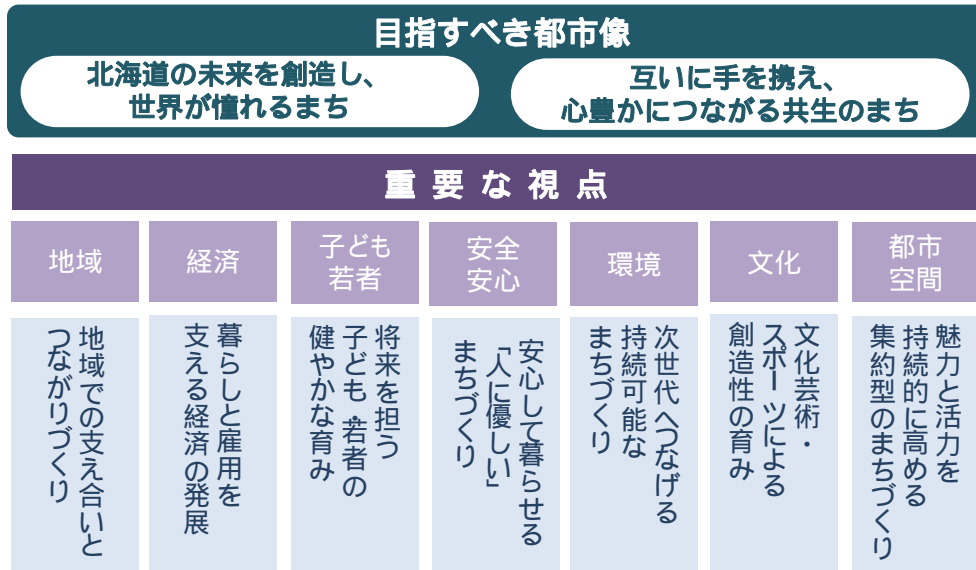 目指すべき都市像
北海道の未来を創造し、
世界が憧れるまち
互いに手を携え、
心豊かにつながる共生のまち
重要な視点
地域
経済
子ども
若者
安全
安心
環境
文化
都市
空間
地域での支え合いと
つながりづくり
暮らしと雇用を
支える経済の発展
将来を担う
子ども・若者の
健やかな育み
安心して暮らせる
「人に優しい」
まちづくり
次世代へつなげる
持続可能な
まちづくり
文化芸術・
スポーツによる
創造性の育み
魅力と活力を
持続的に高める
集約型のまちづくり